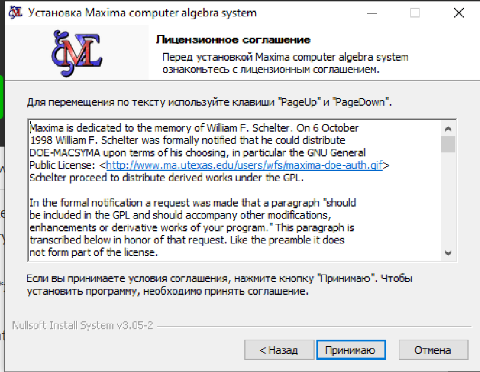 Установка Maxima computer algebra system
Лицензионное соглашение
Перед установкой Maxima computer algebra system
ознакомьтесь с лицензионным соглашением.
Для перемещения по тексту используйте клавиши "PageUp" и "PageDown".
Maxima is dedicated to the memory of William F. Schelter. On 6 October
1998 William F. Schelter was formally notified that he could distribute
DOE-MACSYMA upon terms of his choosing, in particular the GNU General
Public License: <http://www.ma.utexas.edu/users/wfs/maxima-doe-auth.gif>
Schelter proceed to distribute derived works under the GPL.
In the formal notification a request was made that a paragraph "should
be included in the GPL and should accompany other modifications,
enhancements or derivative works of your program." This paragraph is
transcribed below in honor of that request. Like the preamble it does
not form part of the license.
Если вы принимаете условия соглашения, нажмите кнопку "Принимаю". Чтобы
установить программу, необходимо принять соглашение.
Nullsoft Install System v3.05-2
< Назад
Принимаю
Отмена